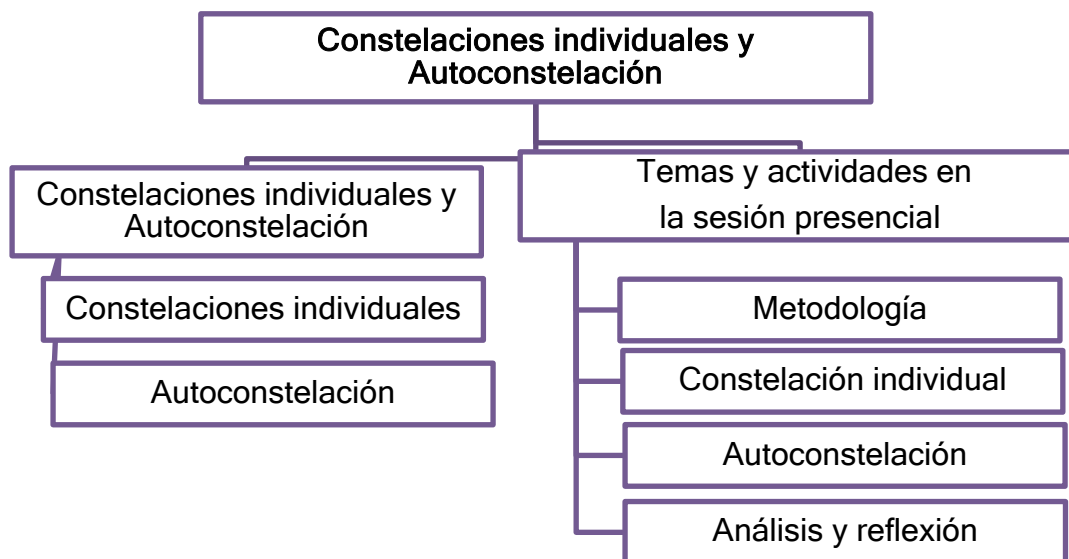 Constelaciones individuales y
Autoconstelación
Constelaciones individuales y
Autoconstelación
Constelaciones individuales
Autoconstelación
Temas y actividades en
la sesión presencial
Metodología
Constelación individual
Autoconstelación
Análisis y reflexión